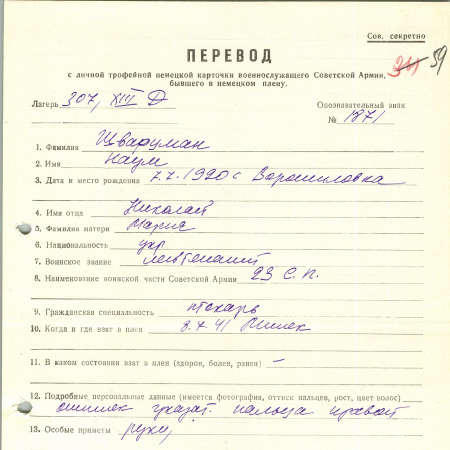 Сов. секретно
ПЕРЕВОД
59
с личной трофейной немецкой карточки военнослужащего Советской Армии,
бывшего в немецком плену.
Лагерь 307, XIII D
Опознавательный знак
№ 1871
1. Фамилия Шваруман
2. Имя Наум
3. Дата и место рождения 7.7.1920 с Ворошиловка
4. Имя отца Николай
5. Фамилия матери Мария
6. Национальность укр
7. Воинское звание лейтенант
8. Наименование воинской части Советской Армии 23 с.п.
9. Гражданская специальность токарь
10. Когда и где взят в плен 8.7.41 Минск
11. В каком состоянии взят в плен (здоров, болен, ранен) —
12. Подробные персональные данные (имеется фотография, оттиск пальцев, рост, цвет волос)
оттиск указат. пальца правой
13. Особые приметы руки,